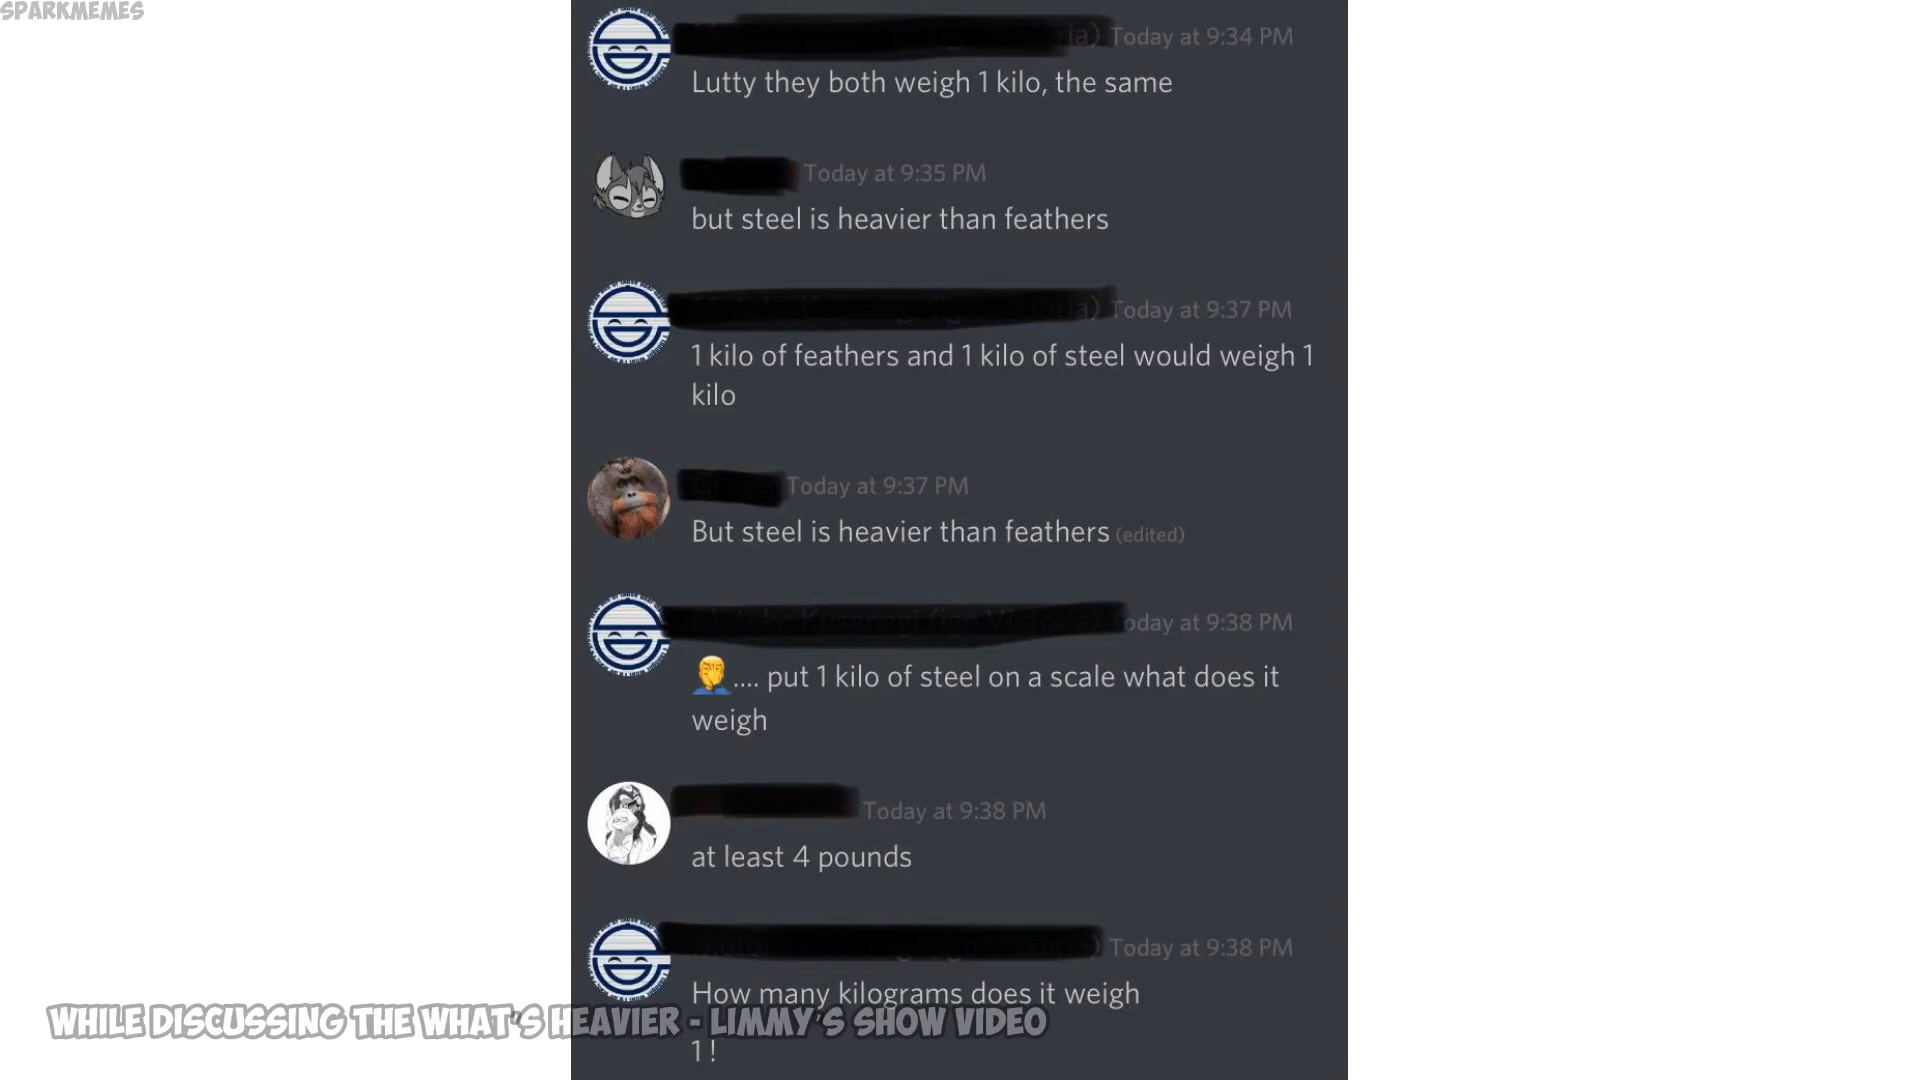 SPARKMEMES
Today at 9:34 PM
Lutty they both weigh 1 kilo, the same
Today at 9:35 PM
but steel is heavier than feathers
Today at 9:37 PM
1 kilo of feathers and 1 kilo of steel would weigh 1
kilo
Today at 9:37 PM
But steel is heavier than feathers (edited)
Today at 9:38 PM
🤦‍♂️.... put 1 kilo of steel on a scale what does it
weigh
Today at 9:38 PM
at least 4 pounds
Today at 9:38 PM
How many kilograms does it weigh
WHILE DISCUSSING THE WHAT'S HEAVIER - LIMMY'S SHOW VIDEO
1 !